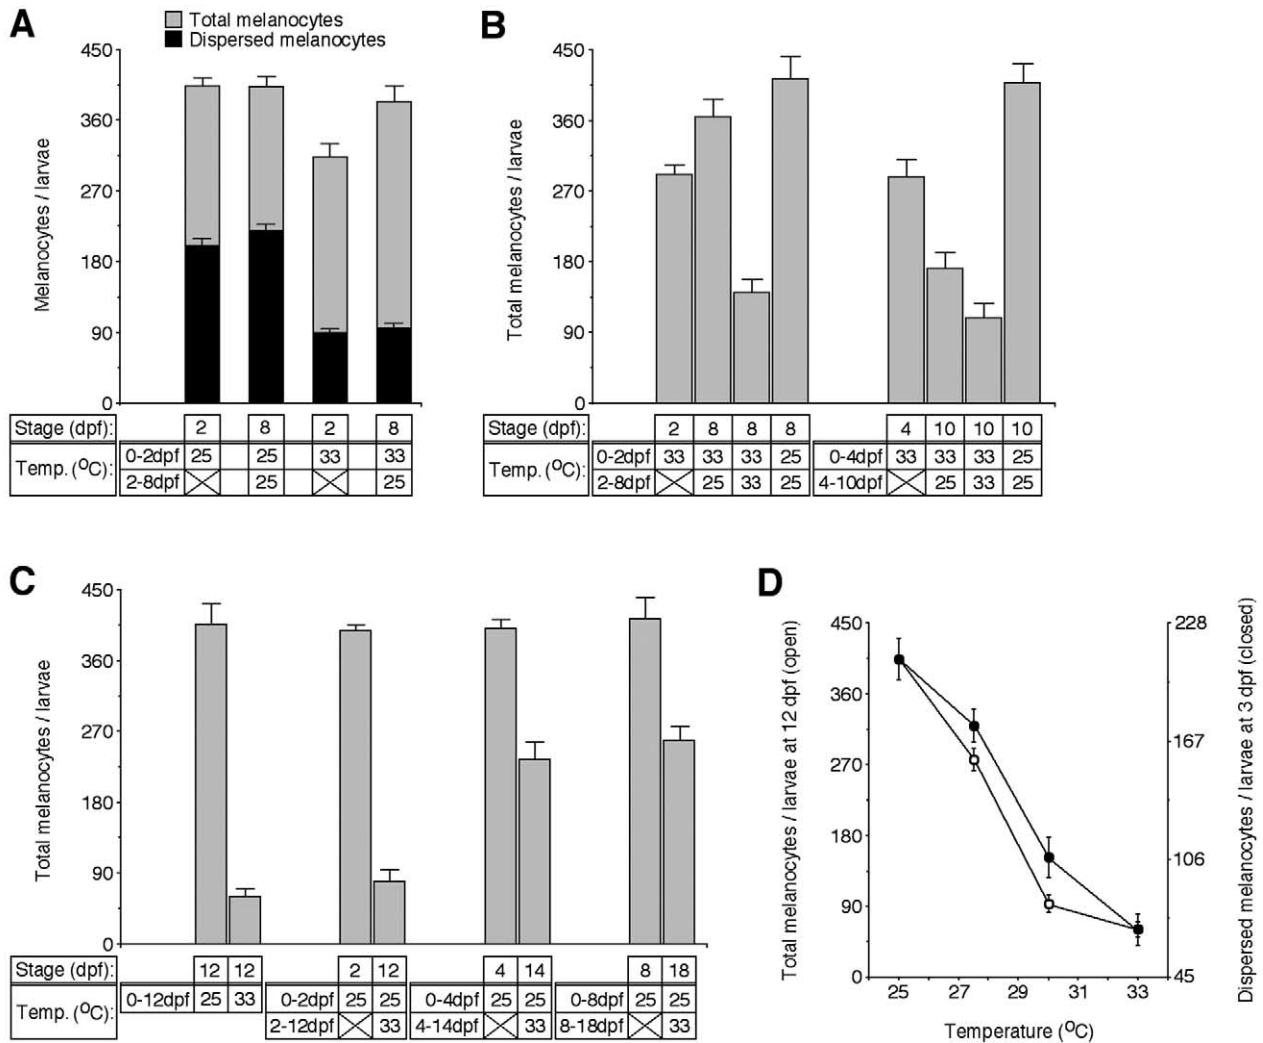 A
Total melanocytes
Dispersed melanocytes
Melanocytes / larvae
450
360
270
180
90
0
Stage (dpf): 2 8 2 8
Temp. (°C) 0-2dpf 25 25 33 33
2-8dpf 25 25
B
Total melanocytes / larvae
450
360
270
180
90
0
Stage (dpf): 2 8 8 8 4 10 10 10
Temp. (°C): 0-2dpf 33 33 33 25 0-4dpf 33 33 33 25
2-8dpf 25 33 25 4-10dpf 25 33 25
C
Total melanocytes / larvae
450
360
270
180
90
0
Stage (dpf): 12 12 2 12 4 14 8 18
Temp. (°C): 0-12dpf 25 33 0-2dpf 25 25 0-4dpf 25 25 0-8dpf 25 25
2-12dpf 33 4-14dpf 33 8-18dpf 33
D
Total melanocytes / larvae at 12 dpf (open)
450
360
270
180
90
0
228
167
106
45
Dispersed melanocytes / larvae at 3 dpf (closed)
25 27 29 31 33
Temperature (°C)